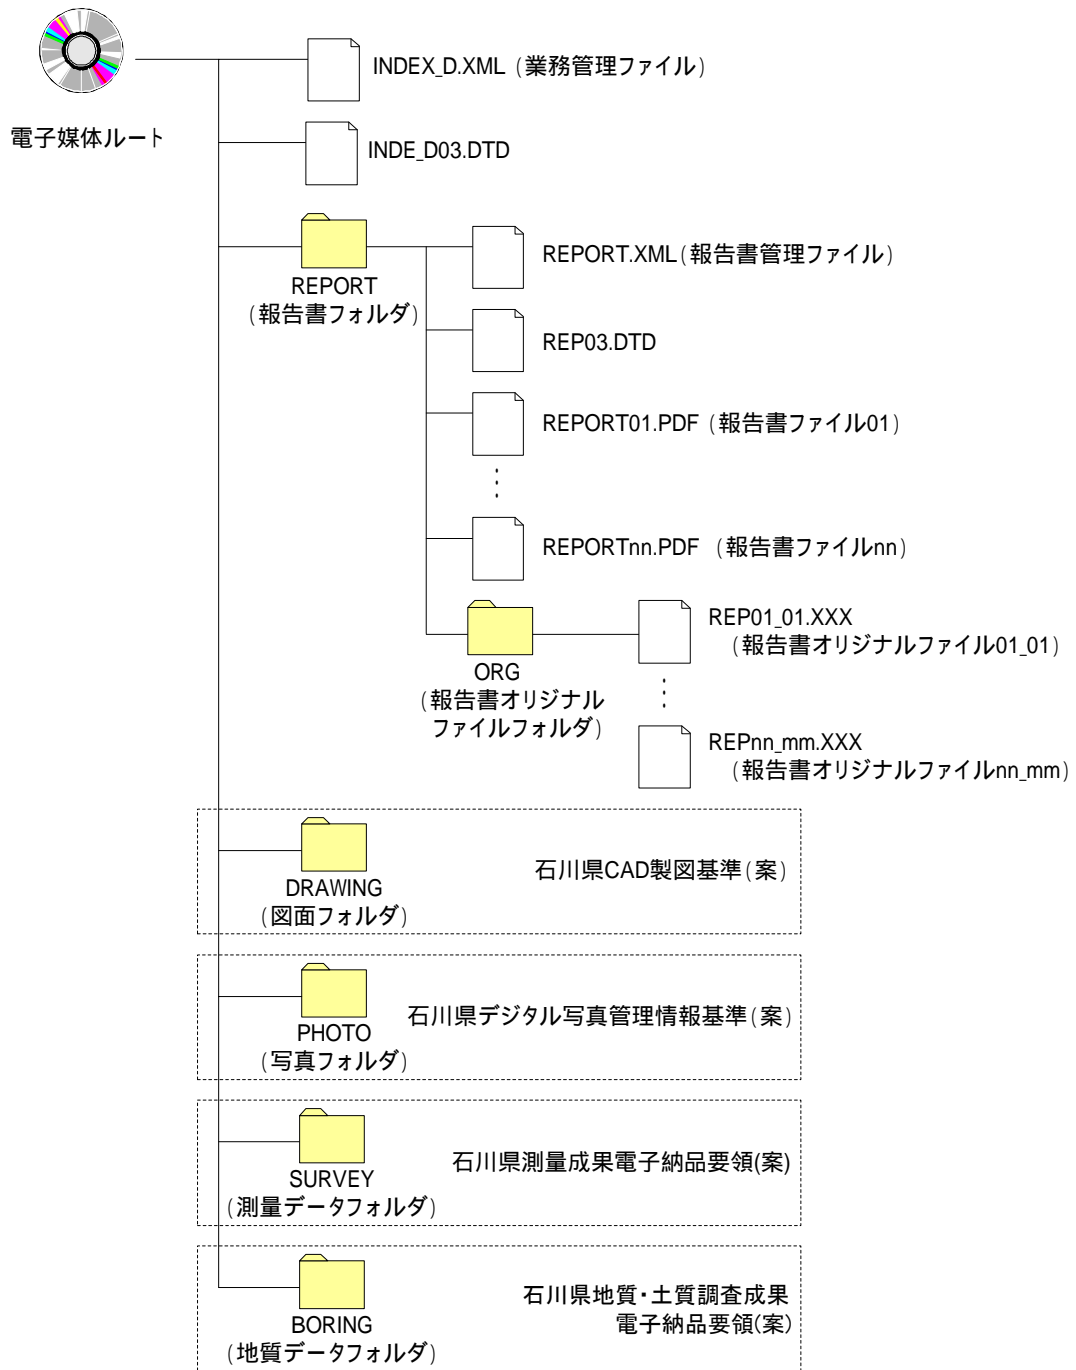 INDEX_D.XML（業務管理ファイル）
電子媒体ルート
INDE_D03.DTD
REPORT.XML（報告書管理ファイル）
REPORT
（報告書フォルダ）
REP03.DTD
REPORT01.PDF（報告書ファイル01）
REPORTnn.PDF （報告書ファイルnn）
REP01_01.XXX
（報告書オリジナルファイル01_01）
ORG
（報告書オリジナル
ファイルフォルダ）
REPnn_mm.XXX
（報告書オリジナルファイルnn_mm）
石川県CAD製図基準（案）
DRAWING
（図面フォルダ）
石川県デジタル写真管理情報基準（案）
PHOTO
（写真フォルダ）
石川県測量成果電子納品要領(案)
SURVEY
（測量データフォルダ）
石川県地質・土質調査成果
電子納品要領(案)
BORING
（地質データフォルダ）